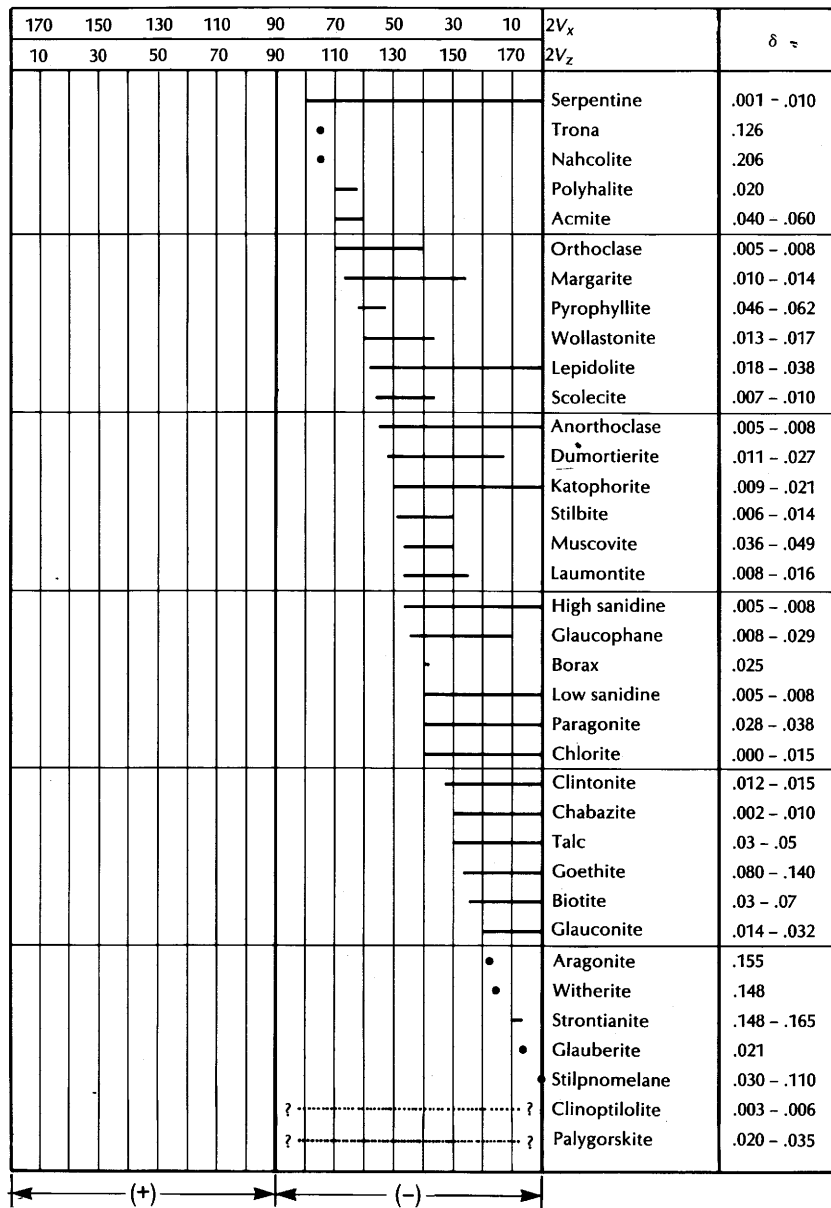 170 150 130 110 90 70 50 30 10 2Vx
δ ≈
10 30 50 70 90 110 130 150 170 2Vz
Serpentine .001 – .010
Trona .126
Nahcolite .206
Polyhalite .020
Acmite .040 – .060
Orthoclase .005 – .008
Margarite .010 – .014
Pyrophyllite .046 – .062
Wollastonite .013 – .017
Lepidolite .018 – .038
Scolecite .007 – .010
Anorthoclase .005 – .008
Dumortierite .011 – .027
Katophorite .009 – .021
Stilbite .006 – .014
Muscovite .036 – .049
Laumontite .008 – .016
High sanidine .005 – .008
Glaucophane .008 – .029
Borax .025
Low sanidine .005 – .008
Paragonite .028 – .038
Chlorite .000 – .015
Clintonite .012 – .015
Chabazite .002 – .010
Talc .03 – .05
Goethite .080 – .140
Biotite .03 – .07
Glauconite .014 – .032
Aragonite .155
Witherite .148
Strontianite .148 – .165
Glauberite .021
Stilpnomelane .030 – .110
? ? Clinoptilolite .003 – .006
? ? Palygorskite .020 – .035
(+) (–)